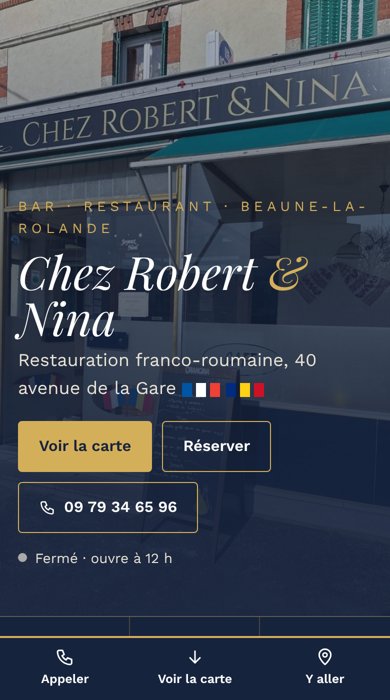 CHEZ ROBERT & NINA
BAR · RESTAURANT · BEAUNE-LA-
ROLANDE
Chez Robert &
Nina
Restauration franco-roumaine, 40
avenue de la Gare
Voir la carte
Réserver
09 79 34 65 96
Fermé · ouvre à 12 h
Appeler
Voir la carte
Y aller